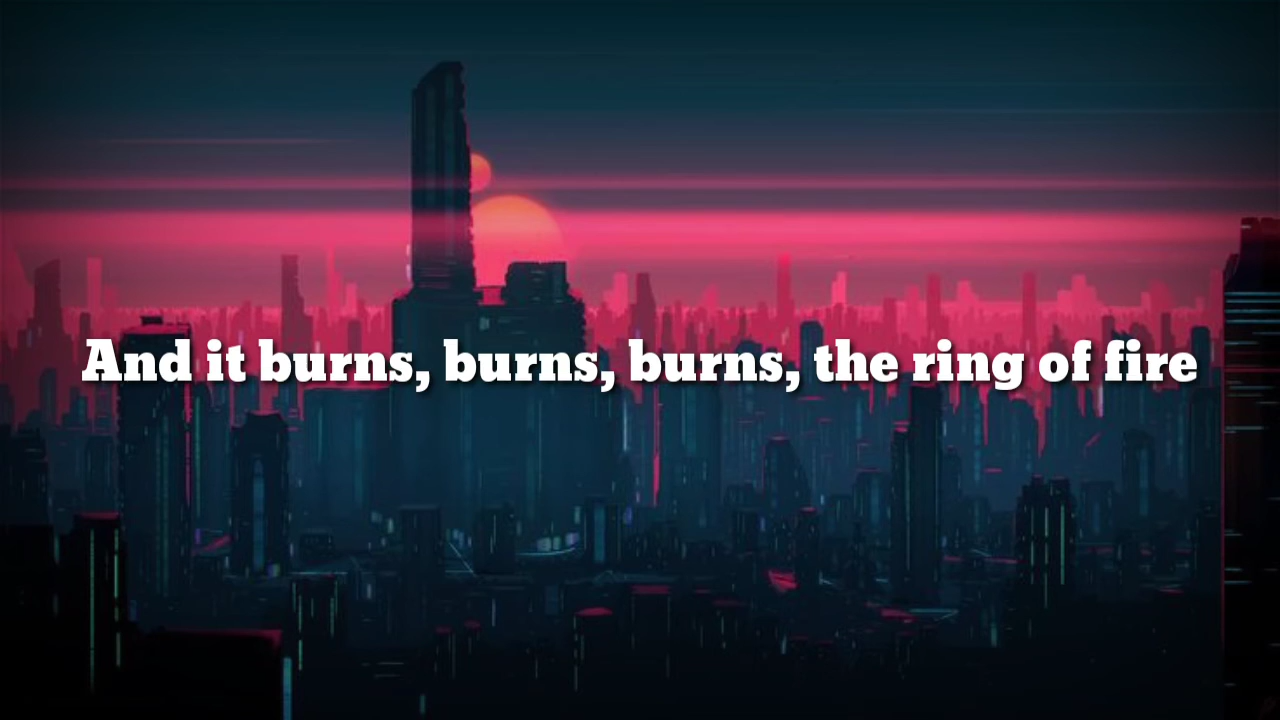 And it burns, burns, burns, the ring of fire